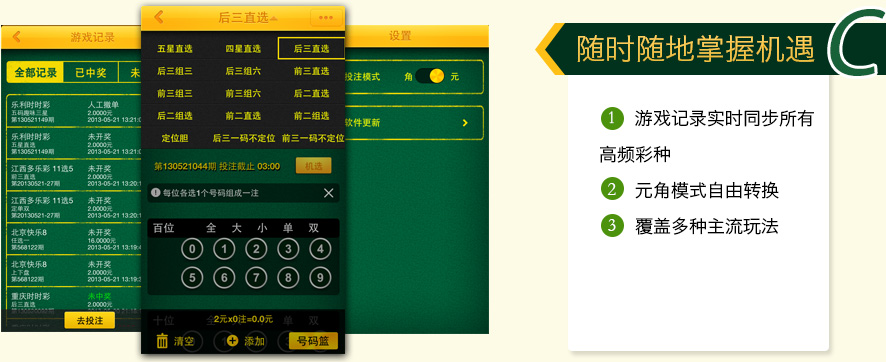 游戏记录
全部记录 已中奖 未
乐利时时彩 人工撤单
五码趣味三星 2.0000元
第130521149期 2013-05-21 13:21:0
乐利时时彩 未开奖
五星直选 2.0000元
第130521149期 2013-05-21 13:21:0
江西多乐彩 11选5 未开奖
前三直选 2.0000元
第20130521-27期 2013-05-21 13:20:1
江西多乐彩 11选5 未开奖
定单双 2.0000元
第20130521-27期 2013-05-21 13:20:1
北京快乐8 未开奖
任选一 16.0000元
第568122期 2013-05-21 13:19:4
北京快乐8 未开奖
上下盘 2.0000元
第568122期 2013-05-21 13:19:3
重庆时时彩 未中奖
后三直选 2.0000元
去投注
后三直选
五星直选 四星直选 后三直选
后三组三 后三组六 前三直选
前三组三 前三组六 后二直选
后二组选 前二直选 前二组选
定位胆 后三一码不定位 前三一码不定位
第130521044期 投注截止 03:00 机选
每位各选1个号码组成一注
百位 全 大 小 单 双
0 1 2 3 4
5 6 7 8 9
十位 全 大 小 单 双
2元x0注=0.0元
清空 添加 号码篮
设置
投注模式 角 元
软件更新
随时随地掌握机遇
C
1 游戏记录实时同步所有
高频彩种
2 元角模式自由转换
3 覆盖多种主流玩法